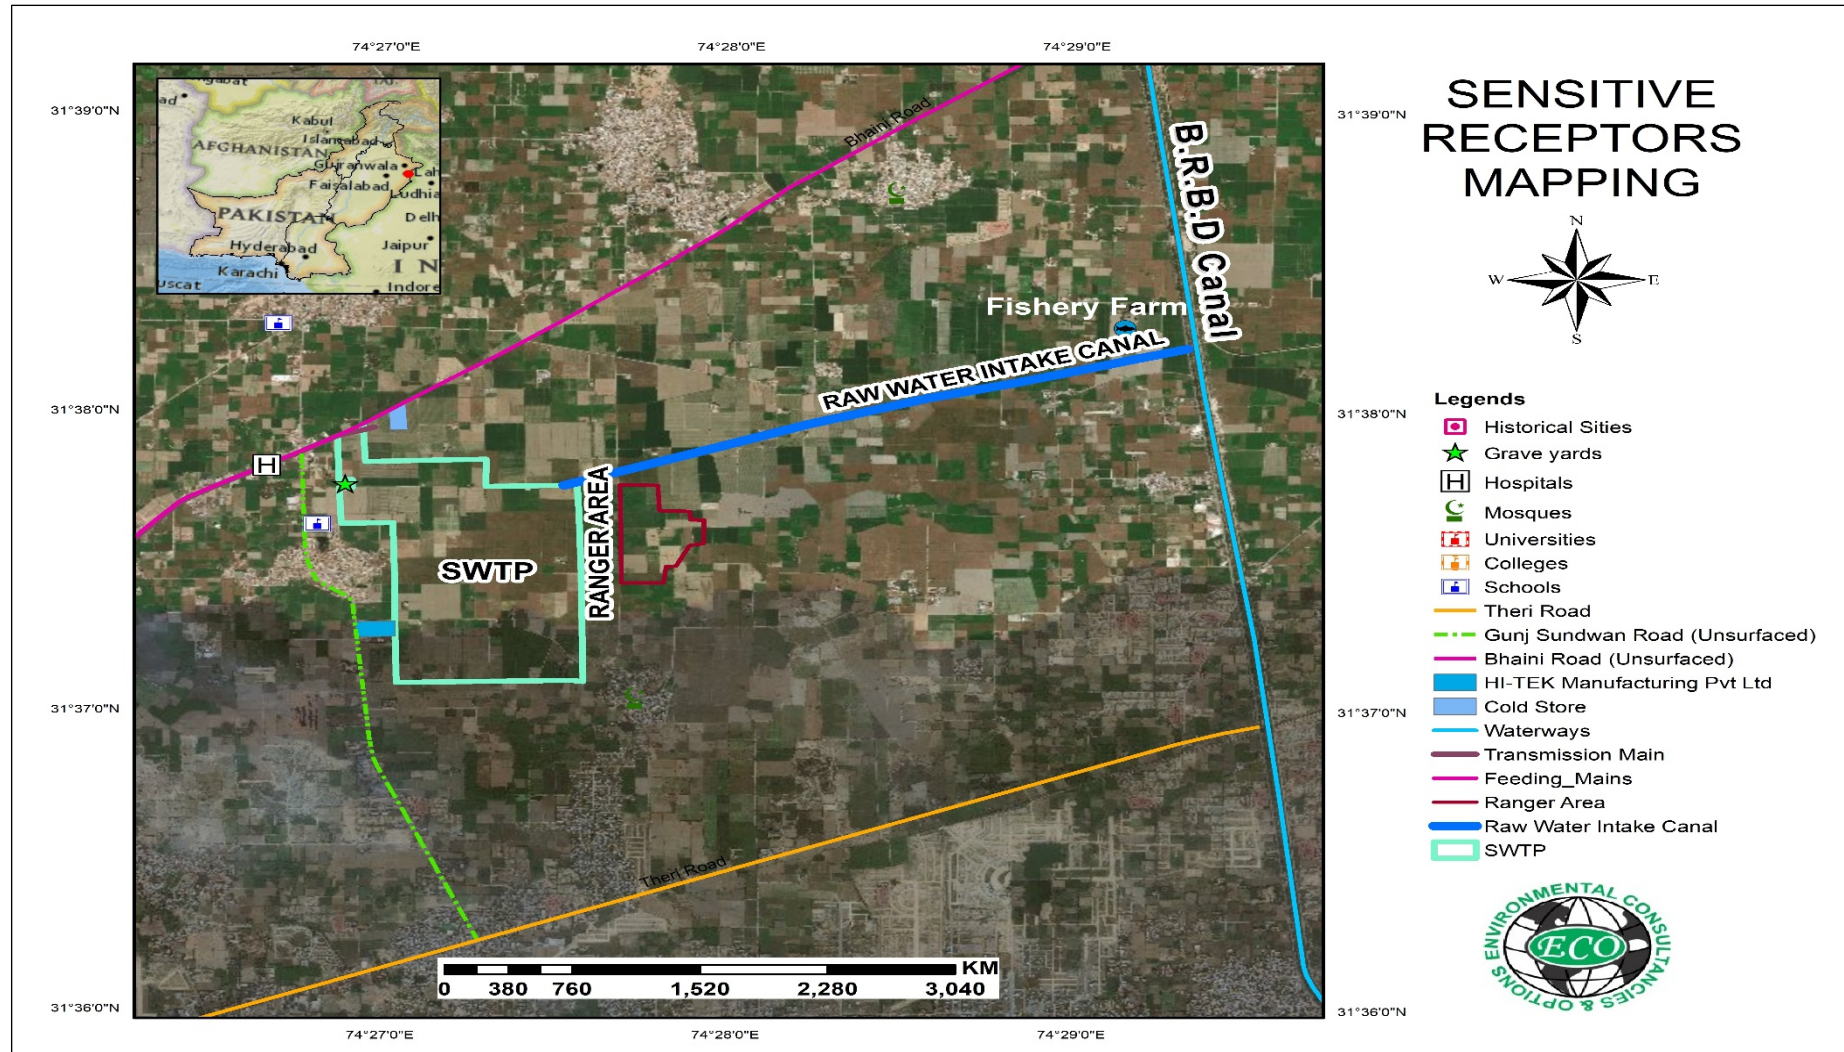 74°27'0"E
74°28'0"E
74°29'0"E
31°39'0"N
31°39'0"N
31°38'0"N
31°38'0"N
31°37'0"N
31°37'0"N
31°36'0"N
31°36'0"N
74°27'0"E
74°28'0"E
74°29'0"E
Kabul
Islamabad
AFGHANISTAN
Gujranwala
Lah
Faisalabad
Ludhia
PAKISTAN
Delh
Hyderabad
Jaipur
Karachi
I N
uscat
Indore
Bhaini Road
B.R.B.D Canal
Fishery Farm
RAW WATER INTAKE CANAL
H
RANGER AREA
SWTP
Theri Road
KM
0 380 760 1,520 2,280 3,040
SENSITIVE
RECEPTORS
MAPPING
N
W
E
S
Legends
Historical Sities
Grave yards
H Hospitals
Mosques
Universities
Colleges
Schools
Theri Road
Gunj Sundwan Road (Unsurfaced)
Bhaini Road (Unsurfaced)
HI-TEK Manufacturing Pvt Ltd
Cold Store
Waterways
Transmission Main
Feeding_Mains
Ranger Area
Raw Water Intake Canal
SWTP
ENVIRONMENTAL CONSULTANCIES & OPTIONS
ECO